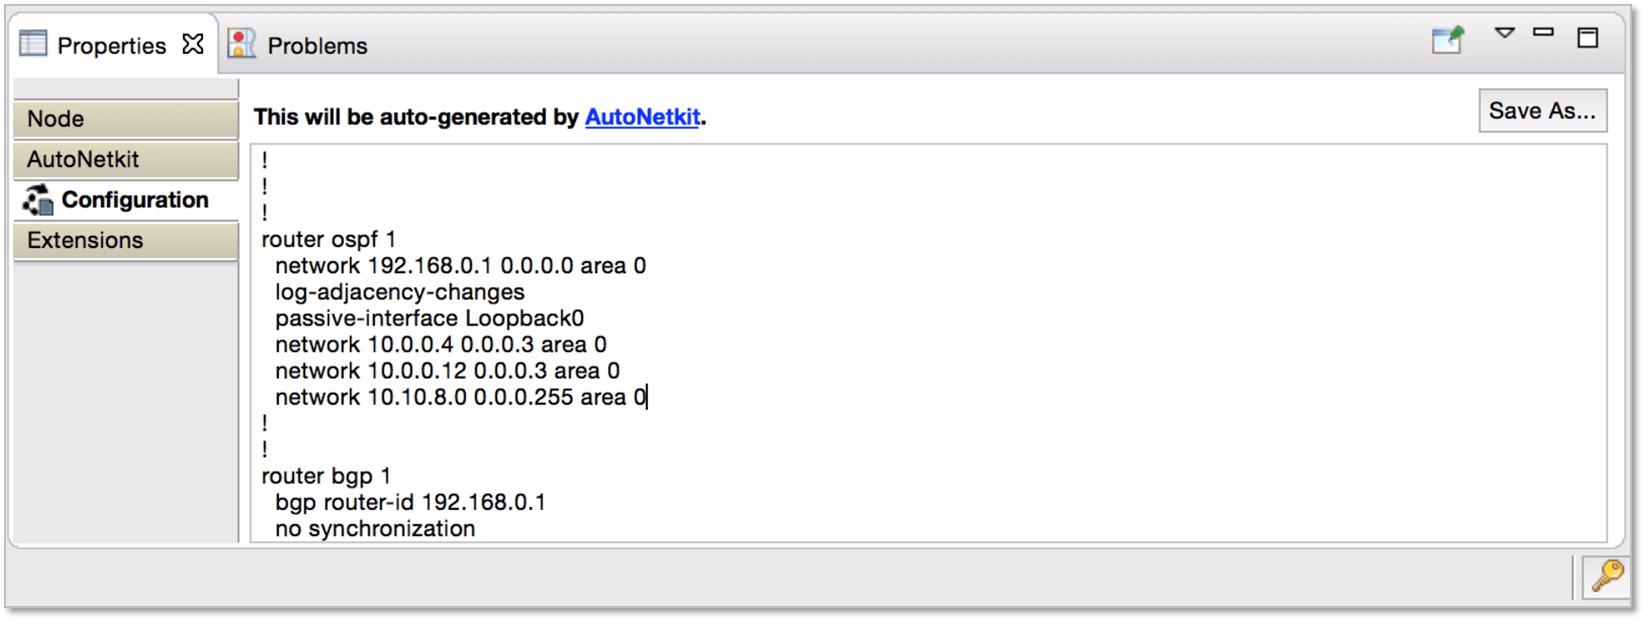 Properties
Problems
Node
AutoNetkit
Configuration
Extensions
This will be auto-generated by AutoNetkit.
Save As...
!
!
!
router ospf 1
network 192.168.0.1 0.0.0.0 area 0
log-adjacency-changes
passive-interface Loopback0
network 10.0.0.4 0.0.0.3 area 0
network 10.0.0.12 0.0.0.3 area 0
network 10.10.8.0 0.0.0.255 area 0
!
!
router bgp 1
bgp router-id 192.168.0.1
no synchronization